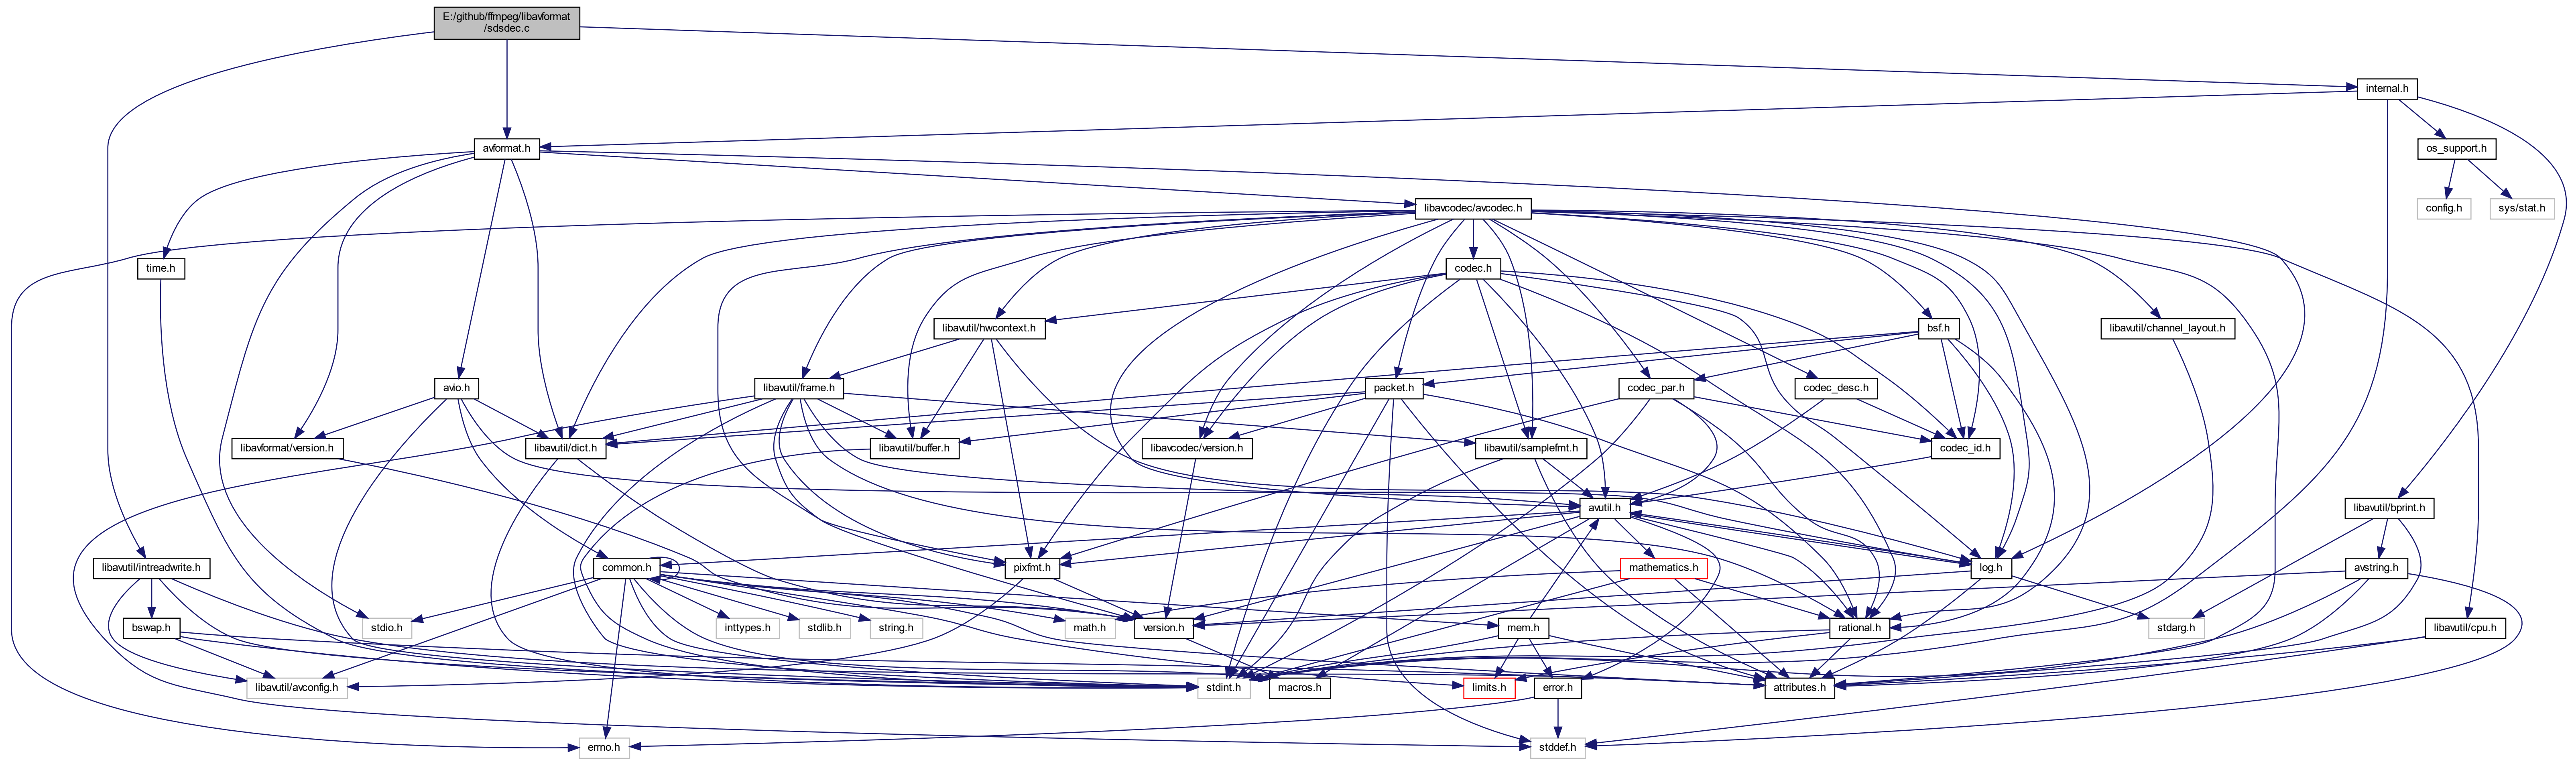 E:/github/ffmpeg/libavformat
/sdsdec.c
internal.h
avformat.h
os_support.h
libavcodec/avcodec.h
config.h
sys/stat.h
time.h
codec.h
libavutil/hwcontext.h
bsf.h
libavutil/channel_layout.h
avio.h
libavutil/frame.h
packet.h
codec_par.h
codec_desc.h
libavformat/version.h
libavutil/dict.h
libavutil/buffer.h
libavcodec/version.h
libavutil/samplefmt.h
codec_id.h
avutil.h
libavutil/bprint.h
libavutil/intreadwrite.h
common.h
pixfmt.h
mathematics.h
log.h
avstring.h
bswap.h
stdio.h
inttypes.h
stdlib.h
string.h
math.h
version.h
mem.h
rational.h
stdarg.h
libavutil/cpu.h
libavutil/avconfig.h
stdint.h
macros.h
limits.h
error.h
attributes.h
errno.h
stddef.h